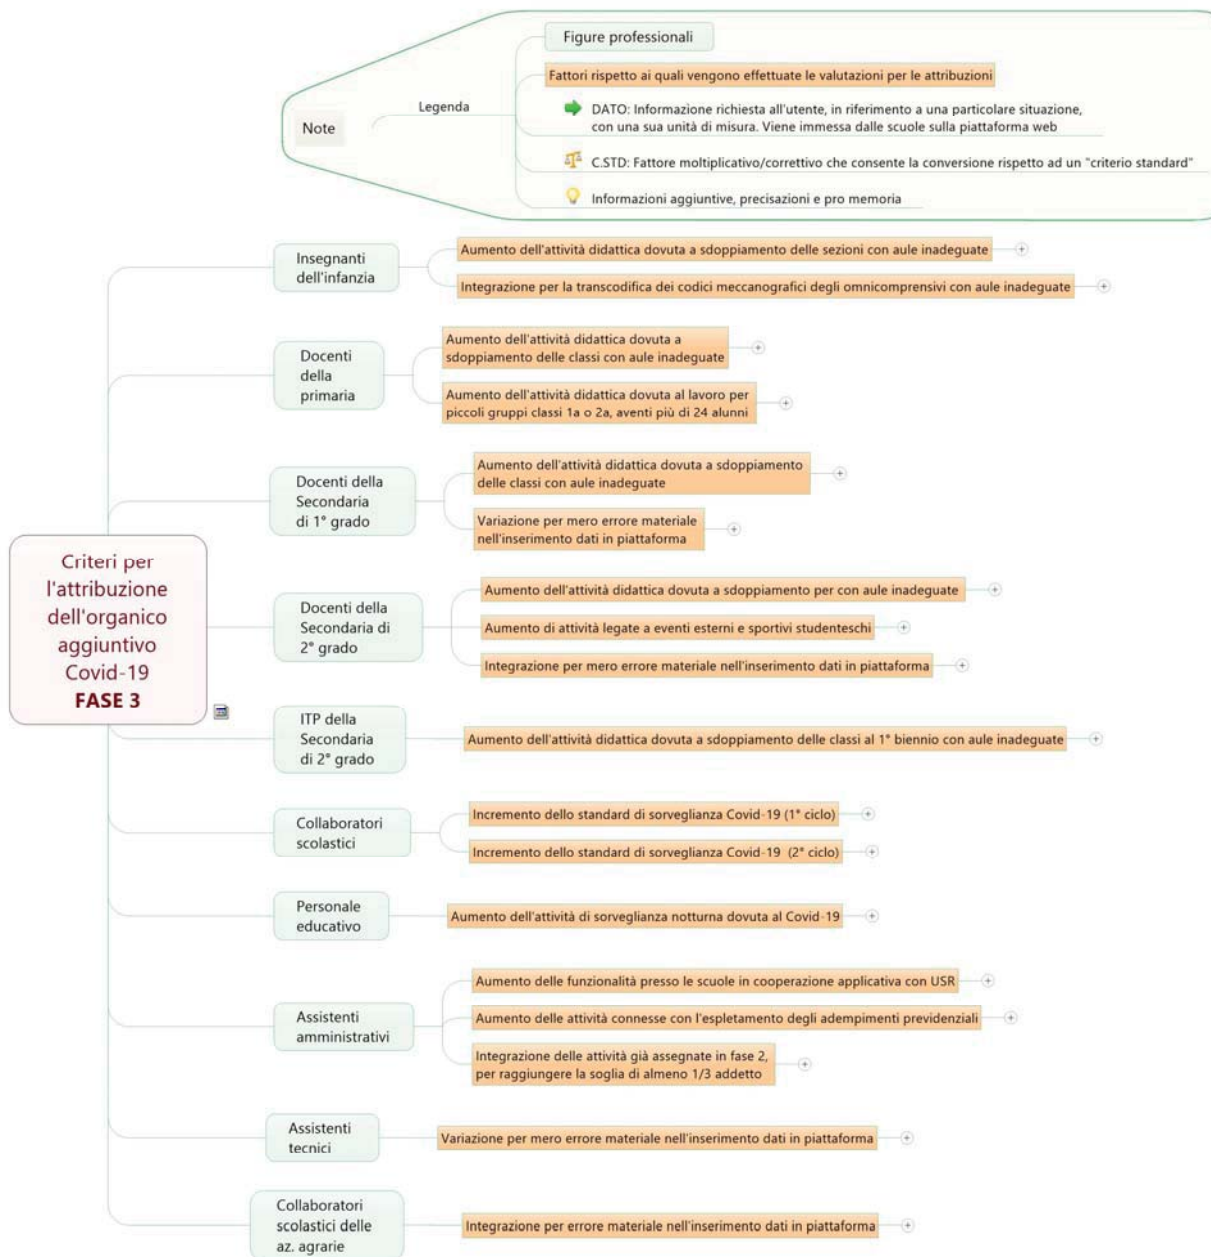 Note
Legenda
Figure professionali
Fattori rispetto ai quali vengono effettuate le valutazioni per le attribuzioni
DATO: Informazione richiesta all'utente, in riferimento a una particolare situazione,
con una sua unità di misura. Viene immessa dalle scuole sulla piattaforma web
C.STD: Fattore moltiplicativo/correttivo che consente la conversione rispetto ad un "criterio standard"
Informazioni aggiuntive, precisazioni e pro memoria
Criteri per
l'attribuzione
dell'organico
aggiuntivo
Covid-19
FASE 3
Insegnanti
dell'infanzia
Aumento dell'attività didattica dovuta a sdoppiamento delle sezioni con aule inadeguate
Integrazione per la transcodifica dei codici meccanografici degli omnicomprensivi con aule inadeguate
Docenti
della
primaria
Aumento dell'attività didattica dovuta a
sdoppiamento delle classi con aule inadeguate
Aumento dell'attività didattica dovuta al lavoro per
piccoli gruppi classi 1a o 2a, aventi più di 24 alunni
Docenti della
Secondaria
di 1° grado
Aumento dell'attività didattica dovuta a sdoppiamento
delle classi con aule inadeguate
Variazione per mero errore materiale
nell'inserimento dati in piattaforma
Docenti della
Secondaria di
2° grado
Aumento dell'attività didattica dovuta a sdoppiamento per con aule inadeguate
Aumento di attività legate a eventi esterni e sportivi studenteschi
Integrazione per mero errore materiale nell'inserimento dati in piattaforma
ITP della
Secondaria
di 2° grado
Aumento dell'attività didattica dovuta a sdoppiamento delle classi al 1° biennio con aule inadeguate
Collaboratori
scolastici
Incremento dello standard di sorveglianza Covid-19 (1° ciclo)
Incremento dello standard di sorveglianza Covid-19 (2° ciclo)
Personale
educativo
Aumento dell'attività di sorveglianza notturna dovuta al Covid-19
Assistenti
amministrativi
Aumento delle funzionalità presso le scuole in cooperazione applicativa con USR
Aumento delle attività connesse con l'espletamento degli adempimenti previdenziali
Integrazione delle attività già assegnate in fase 2,
per raggiungere la soglia di almeno 1/3 addetto
Assistenti
tecnici
Variazione per mero errore materiale nell'inserimento dati in piattaforma
Collaboratori
scolastici delle
az. agrarie
Integrazione per errore materiale nell'inserimento dati in piattaforma